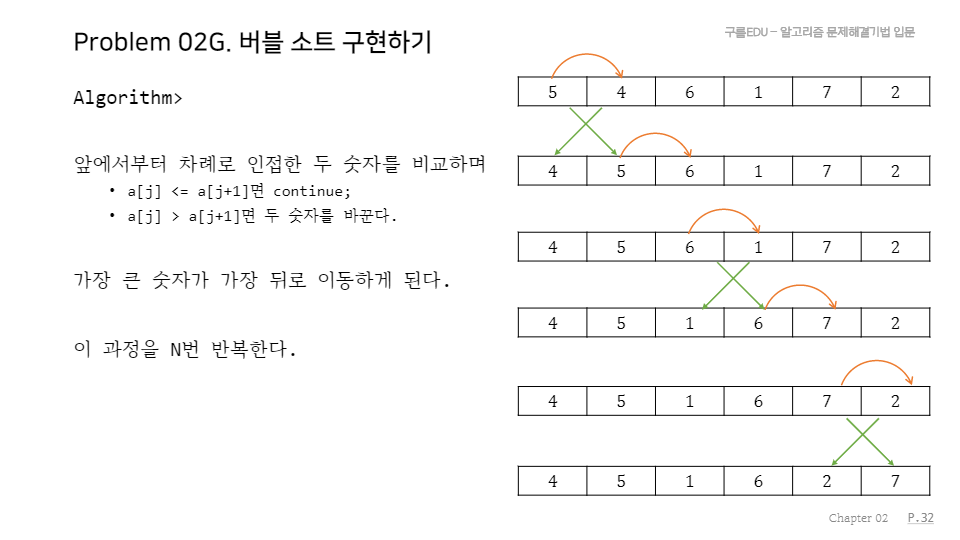 Problem 02G. 버블 소트 구현하기
구름EDU – 알고리즘 문제해결기법 입문
Algorithm>
앞에서부터 차례로 인접한 두 숫자를 비교하며
• a[j] <= a[j+1]면 continue;
• a[j] > a[j+1]면 두 숫자를 바꾼다.
가장 큰 숫자가 가장 뒤로 이동하게 된다.
이 과정을 N번 반복한다.
5 4 6 1 7 2
4 5 6 1 7 2
4 5 6 1 7 2
4 5 1 6 7 2
4 5 1 6 7 2
4 5 1 6 2 7
Chapter 02 P.32